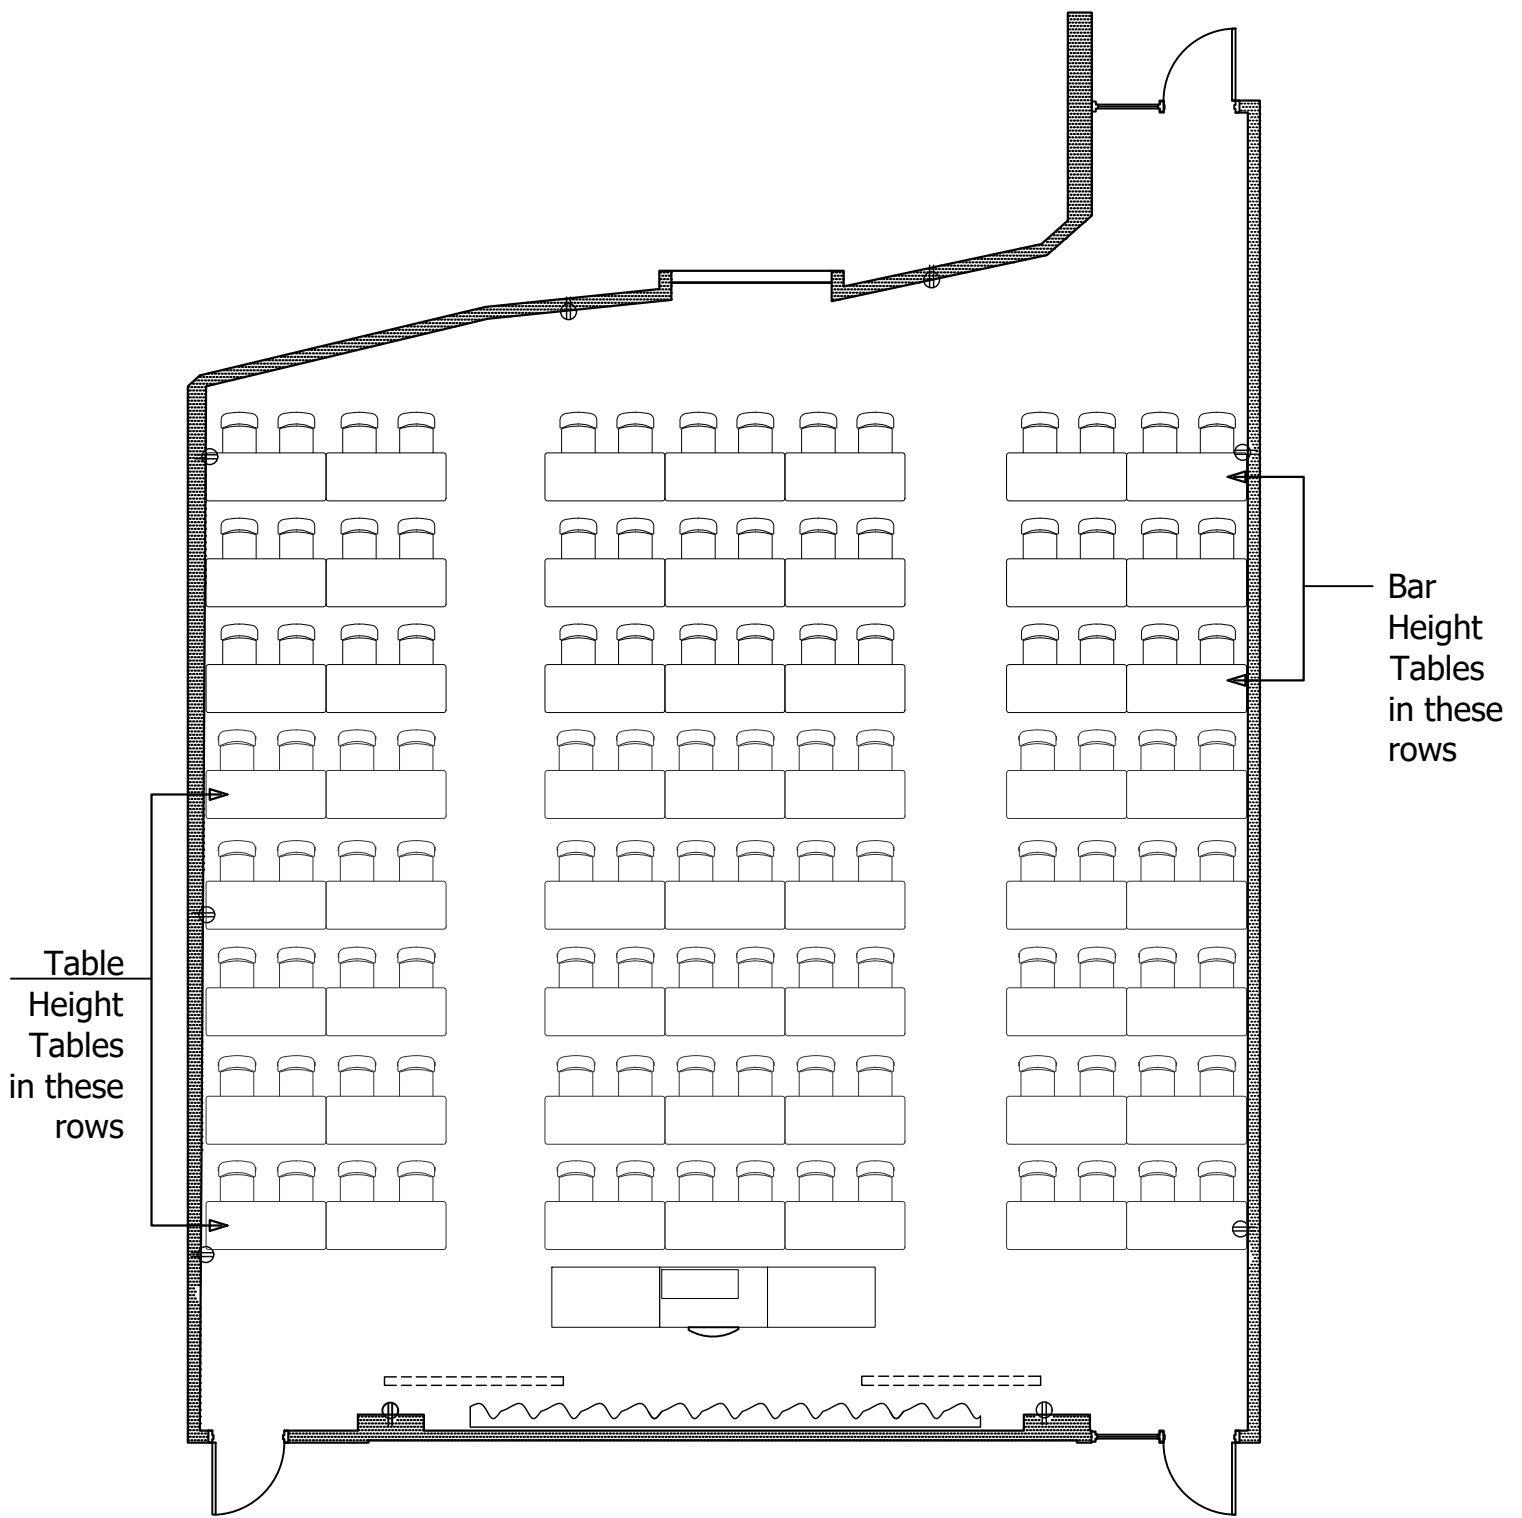 Bar
Height
Tables
in these
rows
Table
Height
Tables
in these
rows